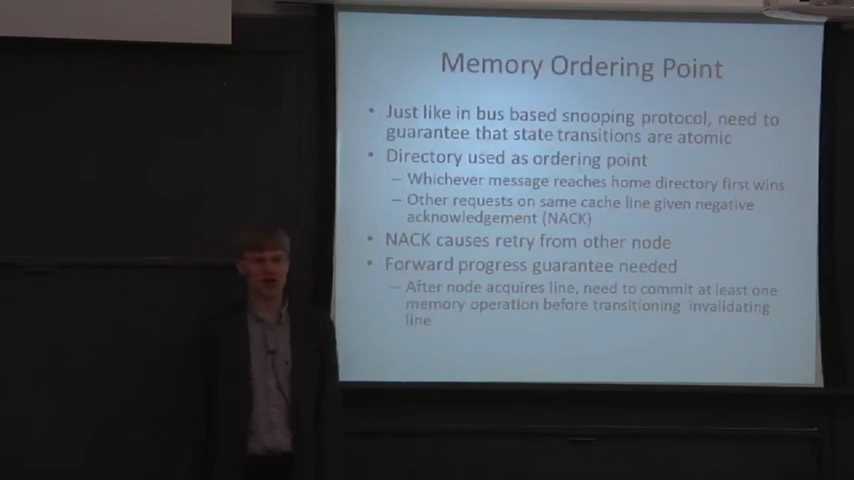 Memory Ordering Point
• Just like in bus based snooping protocol, need to
guarantee that state transitions are atomic
• Directory used as ordering point
– Whichever message reaches home directory first wins
– Other requests on same cache line given negative
acknowledgement (NACK)
• NACK causes retry from other node
• Forward progress guarantee needed
– After node acquires line, need to commit at least one
memory operation before transitioning invalidating
line